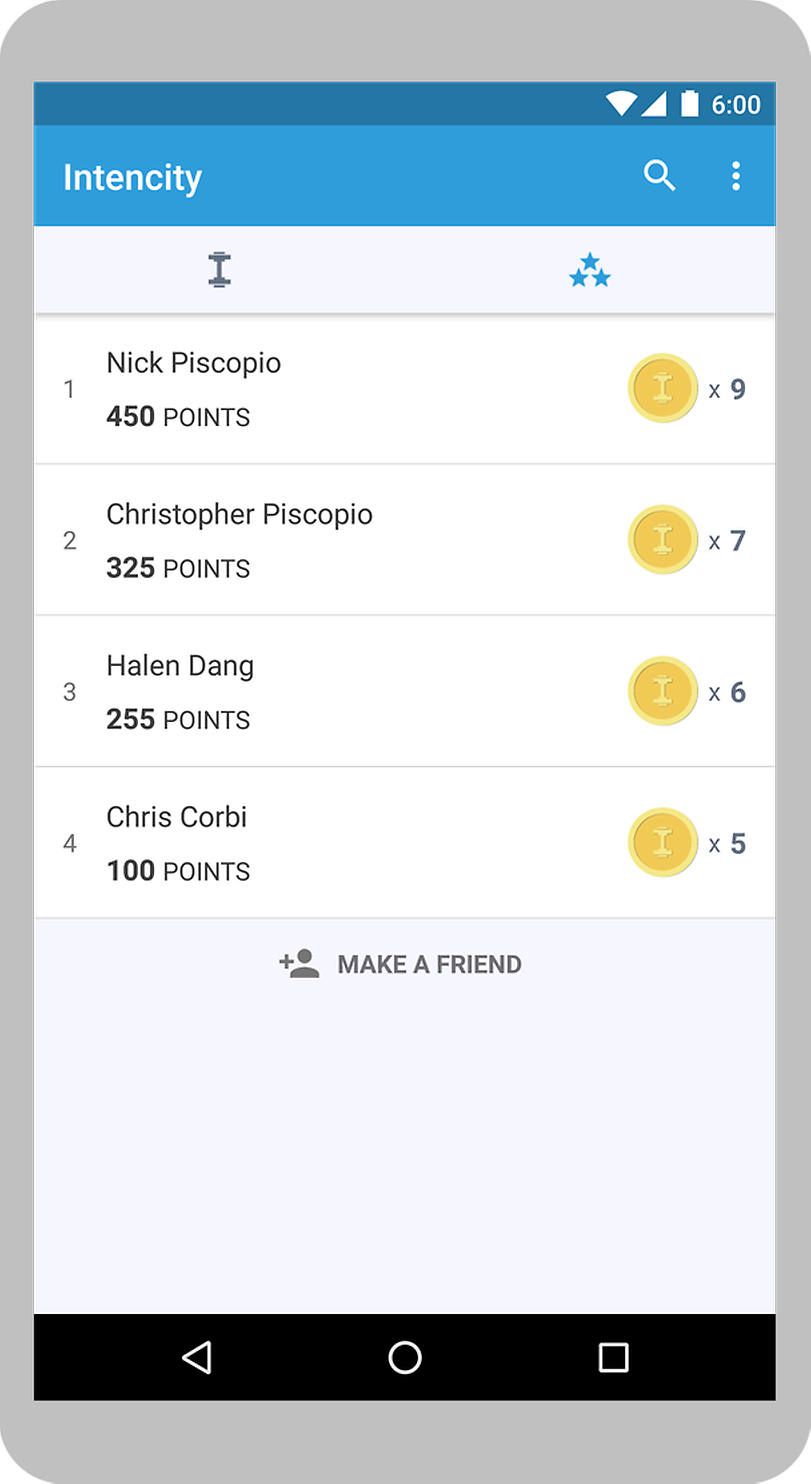 6:00
Intencity
1
Nick Piscopio
450 POINTS
x 9
2
Christopher Piscopio
325 POINTS
x 7
3
Halen Dang
255 POINTS
x 6
4
Chris Corbi
100 POINTS
x 5
MAKE A FRIEND